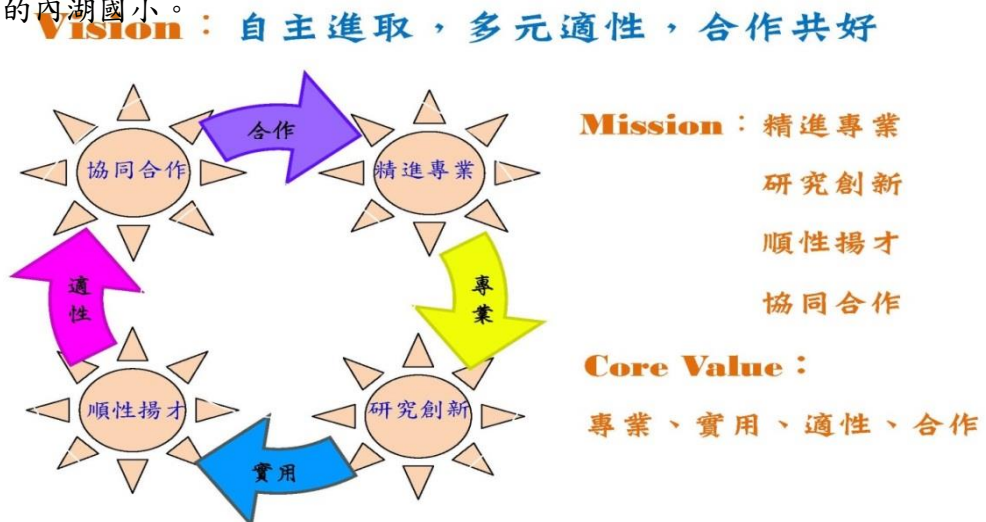 的內湖國小。
Vision：自主進取，多元適性，合作共好
合作
協同合作
精進專業
適性
專業
順性揚才
研究創新
實用
Mission：精進專業
研究創新
順性揚才
協同合作
Core Value：
專業、實用、適性、合作